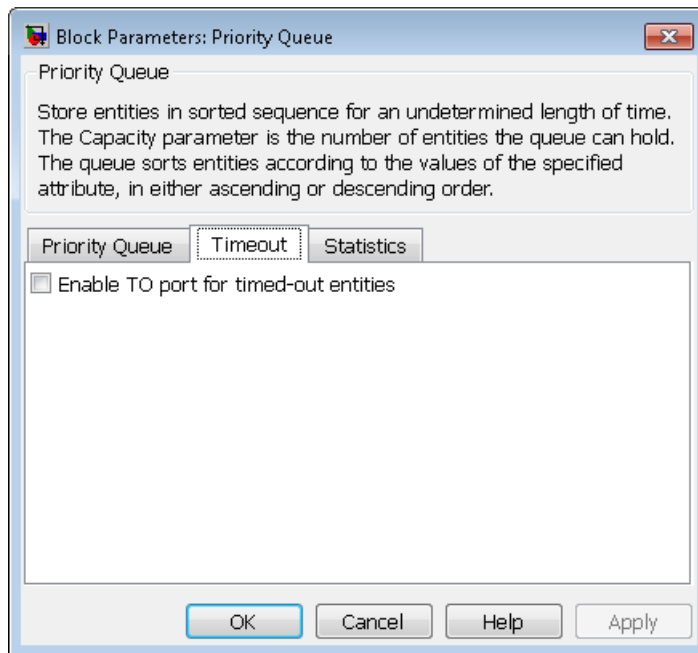 Block Parameters: Priority Queue
Priority Queue
Store entities in sorted sequence for an undetermined length of time.
The Capacity parameter is the number of entities the queue can hold.
The queue sorts entities according to the values of the specified
attribute, in either ascending or descending order.
Priority Queue Timeout Statistics
Enable TO port for timed-out entities
OK Cancel Help Apply